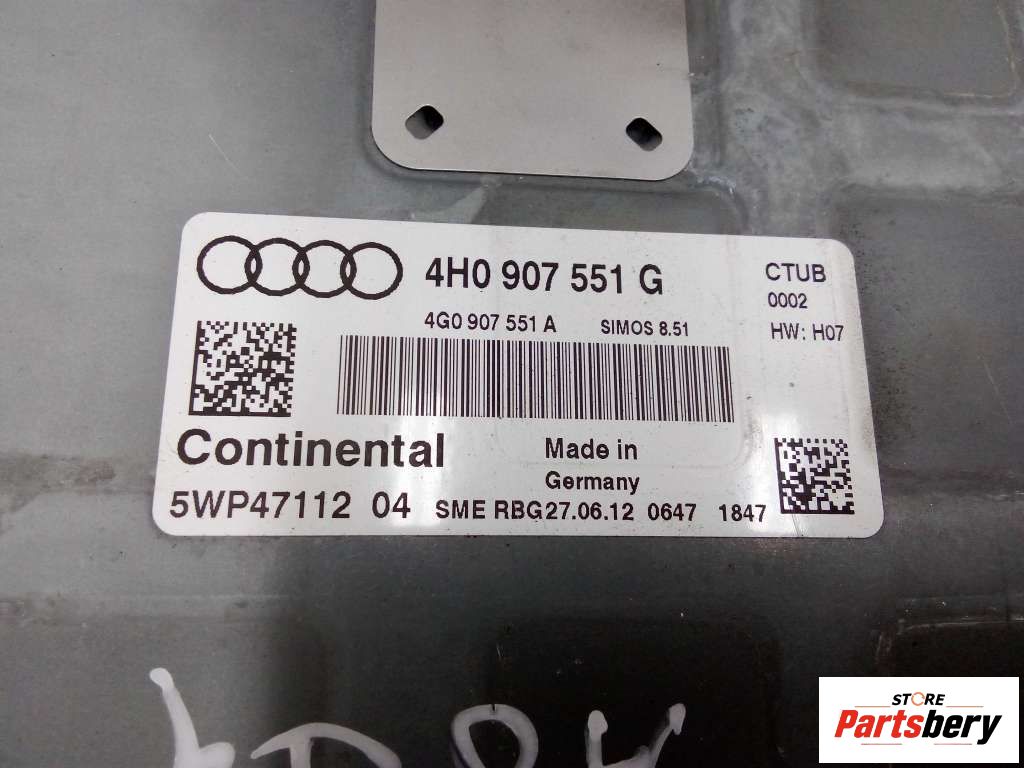 4H0 907 551 G
CTUB
0002
4G0 907 551 A SIMOS 8.51
HW: H07
Continental
Made in
Germany
5WP47112 04 SME RBG27.06.12 0647 1847
STORE
Partsbery